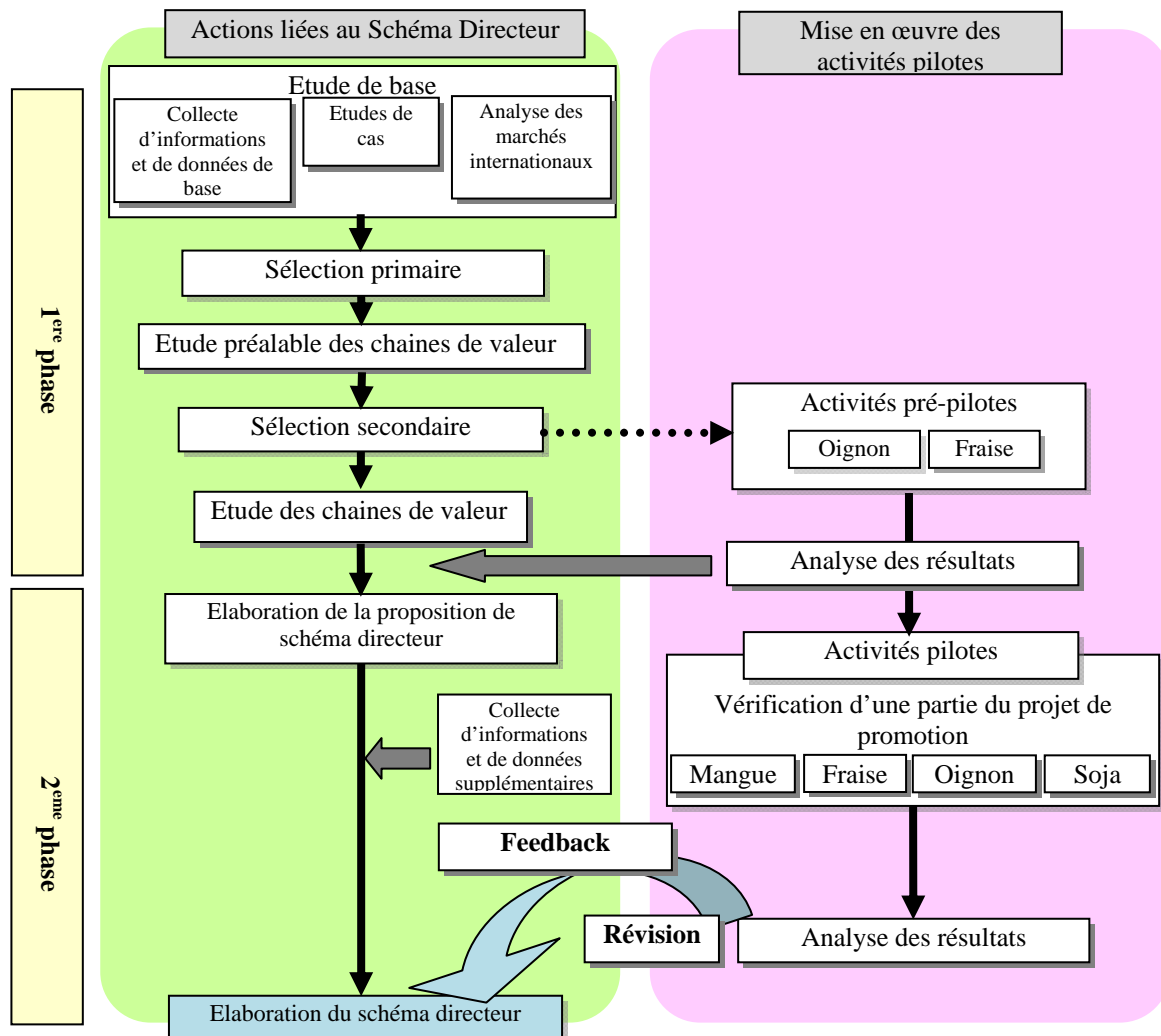 Actions liées au Schéma Directeur
Mise en œuvre des
activités pilotes
Etude de base
Collecte
d’informations
et de données de
base
Etudes de
cas
Analyse des
marchés
internationaux
1ere phase
Sélection primaire
Etude préalable des chaines de valeur
Sélection secondaire
Activités pré-pilotes
Oignon
Fraise
Etude des chaines de valeur
Analyse des résultats
2eme phase
Elaboration de la proposition de
schéma directeur
Activités pilotes
Vérification d’une partie du projet de
promotion
Mangue
Fraise
Oignon
Soja
Collecte
d’informations
et de données
supplémentaires
Feedback
Révision
Analyse des résultats
Elaboration du schéma directeur